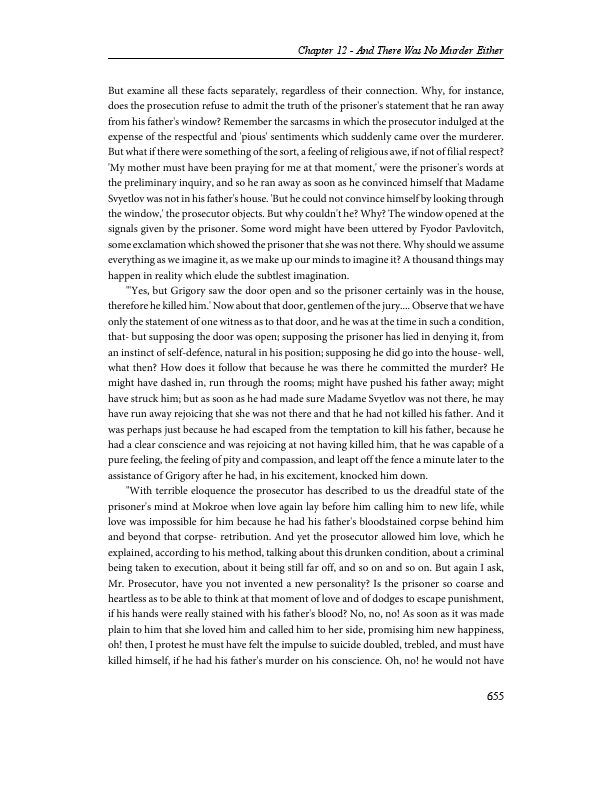 Chapter 12 - And There Was No Murder Either
But examine all these facts separately, regardless of their connection. Why, for instance,
does the prosecution refuse to admit the truth of the prisoner's statement that he ran away
from his father's window? Remember the sarcasms in which the prosecutor indulged at the
expense of the respectful and 'pious' sentiments which suddenly came over the murderer.
But what if there were something of the sort, a feeling of religious awe, if not of filial respect?
'My mother must have been praying for me at that moment,' were the prisoner's words at
the preliminary inquiry, and so he ran away as soon as he convinced himself that Madame
Svyetlov was not in his father's house. 'But he could not convince himself by looking through
the window,' the prosecutor objects. But why couldn't he? Why? The window opened at the
signals given by the prisoner. Some word might have been uttered by Fyodor Pavlovitch,
some exclamation which showed the prisoner that she was not there. Why should we assume
everything as we imagine it, as we make up our minds to imagine it? A thousand things may
happen in reality which elude the subtlest imagination.
"'Yes, but Grigory saw the door open and so the prisoner certainly was in the house,
therefore he killed him.' Now about that door, gentlemen of the jury.... Observe that we have
only the statement of one witness as to that door, and he was at the time in such a condition,
that- but supposing the door was open; supposing the prisoner has lied in denying it, from
an instinct of self-defence, natural in his position; supposing he did go into the house- well,
what then? How does it follow that because he was there he committed the murder? He
might have dashed in, run through the rooms; might have pushed his father away; might
have struck him; but as soon as he had made sure Madame Svyetlov was not there, he may
have run away rejoicing that she was not there and that he had not killed his father. And it
was perhaps just because he had escaped from the temptation to kill his father, because he
had a clear conscience and was rejoicing at not having killed him, that he was capable of a
pure feeling, the feeling of pity and compassion, and leapt off the fence a minute later to the
assistance of Grigory after he had, in his excitement, knocked him down.
"With terrible eloquence the prosecutor has described to us the dreadful state of the
prisoner's mind at Mokroe when love again lay before him calling him to new life, while
love was impossible for him because he had his father's bloodstained corpse behind him
and beyond that corpse- retribution. And yet the prosecutor allowed him love, which he
explained, according to his method, talking about this drunken condition, about a criminal
being taken to execution, about it being still far off, and so on and so on. But again I ask,
Mr. Prosecutor, have you not invented a new personality? Is the prisoner so coarse and
heartless as to be able to think at that moment of love and of dodges to escape punishment,
if his hands were really stained with his father's blood? No, no, no! As soon as it was made
plain to him that she loved him and called him to her side, promising him new happiness,
oh! then, I protest he must have felt the impulse to suicide doubled, trebled, and must have
killed himself, if he had his father's murder on his conscience. Oh, no! he would not have
655